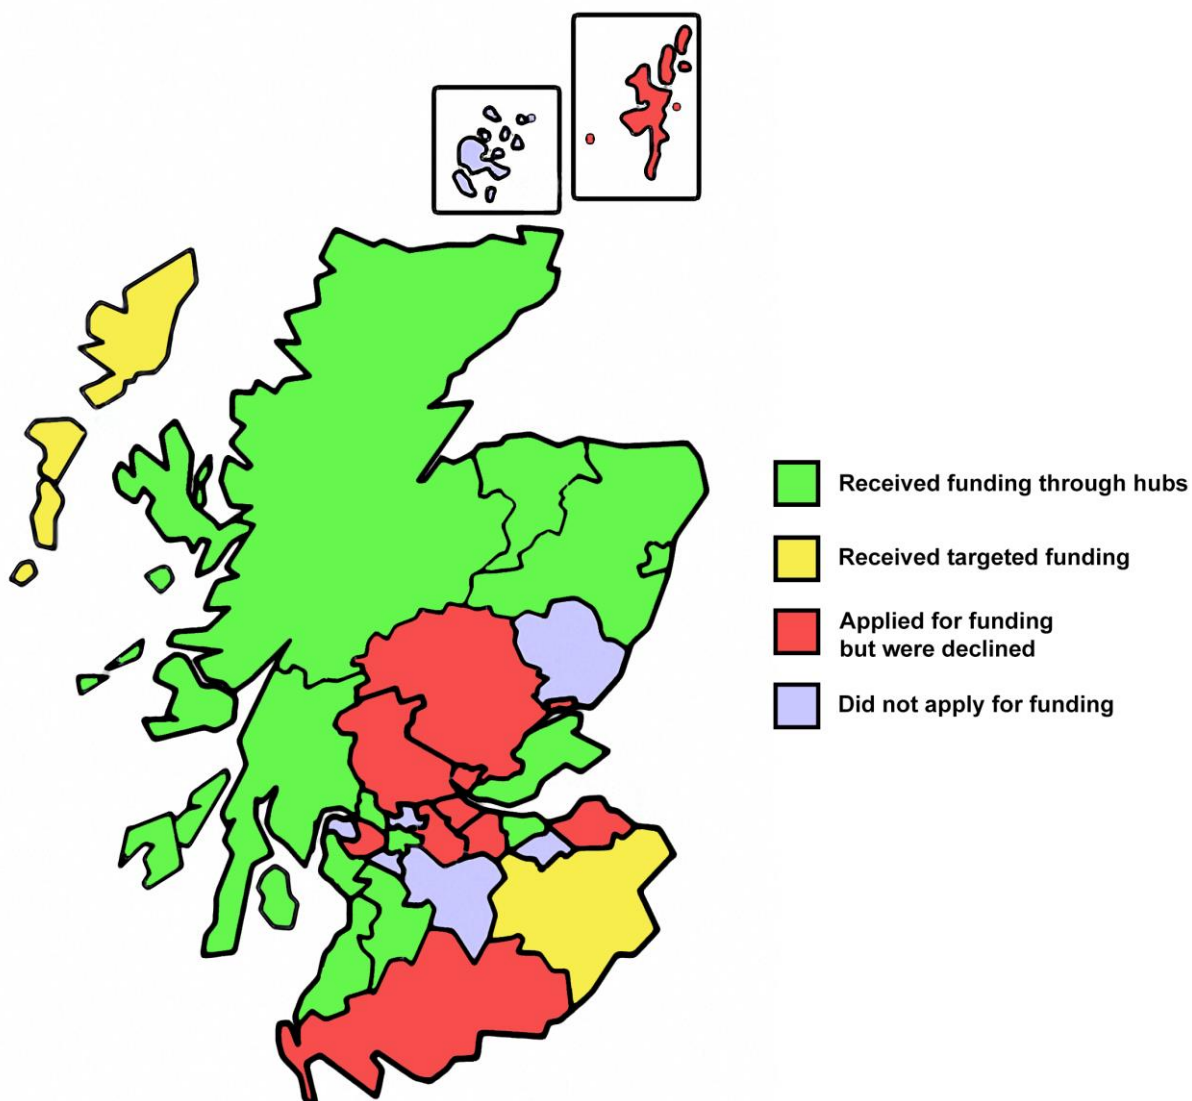 Received funding through hubs
Received targeted funding
Applied for funding
but were declined
Did not apply for funding